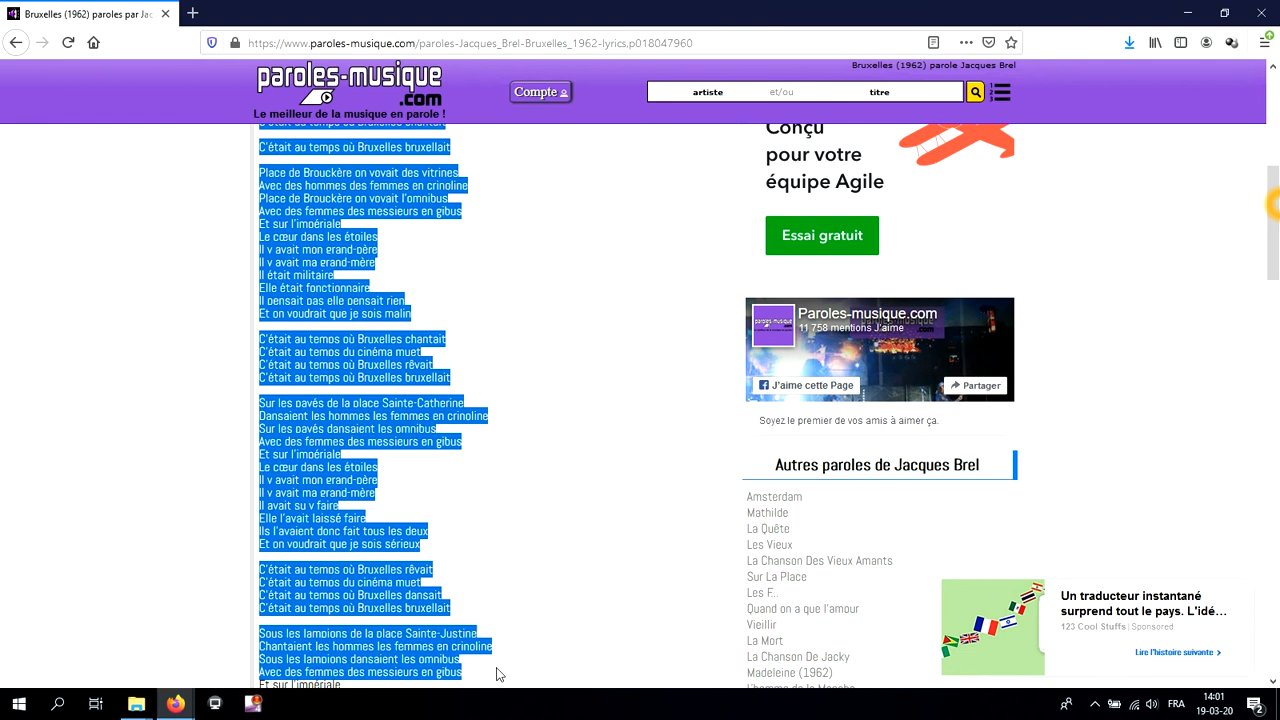 Bruxelles (1962) paroles par Jac
https://www.paroles-musique.com/paroles-Jacques_Brel-Bruxelles_1962-lyrics,p018047960
Bruxelles (1962) parole Jacques Brel
paroles-musique
.com
Le meilleur de la musique en parole !
Compte
artiste et/ou titre
C'était au temps où Bruxelles bruxellait
Place de Brouckère on voyait des vitrines
Avec des hommes des femmes en crinoline
Place de Brouckère on voyait l'omnibus
Avec des femmes des messieurs en gibus
Et sur l'impériale
Le cœur dans les étoiles
Il y avait mon grand-père
Il y avait ma grand-mère
Il était militaire
Elle était fonctionnaire
Il pensait pas elle pensait rien
Et on voudrait que je sois malin
C'était au temps où Bruxelles chantait
C'était au temps du cinéma muet
C'était au temps où Bruxelles rêvait
C'était au temps où Bruxelles bruxellait
Sur les pavés de la place Sainte-Catherine
Dansaient les hommes les femmes en crinoline
Sur les pavés dansaient les omnibus
Avec des femmes des messieurs en gibus
Et sur l'impériale
Le cœur dans les étoiles
Il y avait mon grand-père
Il y avait ma grand-mère
Il avait su y faire
Elle l'avait laissé faire
Ils l'avaient donc fait tous les deux
Et on voudrait que je sois sérieux
C'était au temps où Bruxelles rêvait
C'était au temps du cinéma muet
C'était au temps où Bruxelles dansait
C'était au temps où Bruxelles bruxellait
Sous les lampions de la place Sainte-Justine
Chantaient les hommes les femmes en crinoline
Sous les lampions dansaient les omnibus
Avec des femmes des messieurs en gibus
Et sur l'impériale
Conçu
pour votre
équipe Agile
Essai gratuit
Paroles-musique.com
11 758 mentions J'aime
J'aime cette Page
Partager
Soyez le premier de vos amis à aimer ça.
Autres paroles de Jacques Brel
Amsterdam
Mathilde
La Quête
Les Vieux
La Chanson Des Vieux Amants
Sur La Place
Les F...
Quand on a que l'amour
Vieillir
La Mort
La Chanson De Jacky
Madeleine (1962)
L'homme de la Mancha
Un traducteur instantané
surprend tout le pays. L'idé...
123 Cool Stuffs | Sponsored
Lire l'histoire suivante
FRA
14:01
19-03-20
2